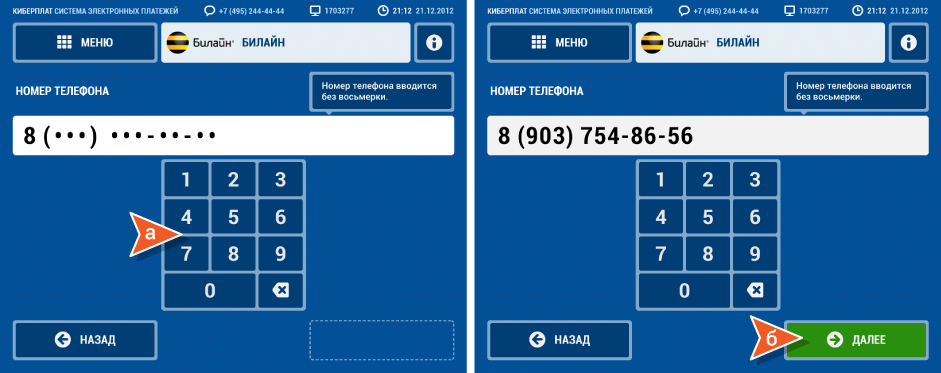 КИБЕРПЛАТ СИСТЕМА ЭЛЕКТРОННЫХ ПЛАТЕЖЕЙ +7 (495) 244-44-44 1703277 21:12 21.12.2012
МЕНЮ Билайн® БИЛАЙН
НОМЕР ТЕЛЕФОНА
Номер телефона вводится
без восьмерки.
8 (•••) •••-••-••
1 2 3
4 5 6
а
7 8 9
0
НАЗАД
КИБЕРПЛАТ СИСТЕМА ЭЛЕКТРОННЫХ ПЛАТЕЖЕЙ +7 (495) 244-44-44 1703277 21:12 21.12.2012
МЕНЮ Билайн® БИЛАЙН
НОМЕР ТЕЛЕФОНА
Номер телефона вводится
без восьмерки.
8 (903) 754-86-56
1 2 3
4 5 6
7 8 9
0
НАЗАД б ДАЛЕЕ